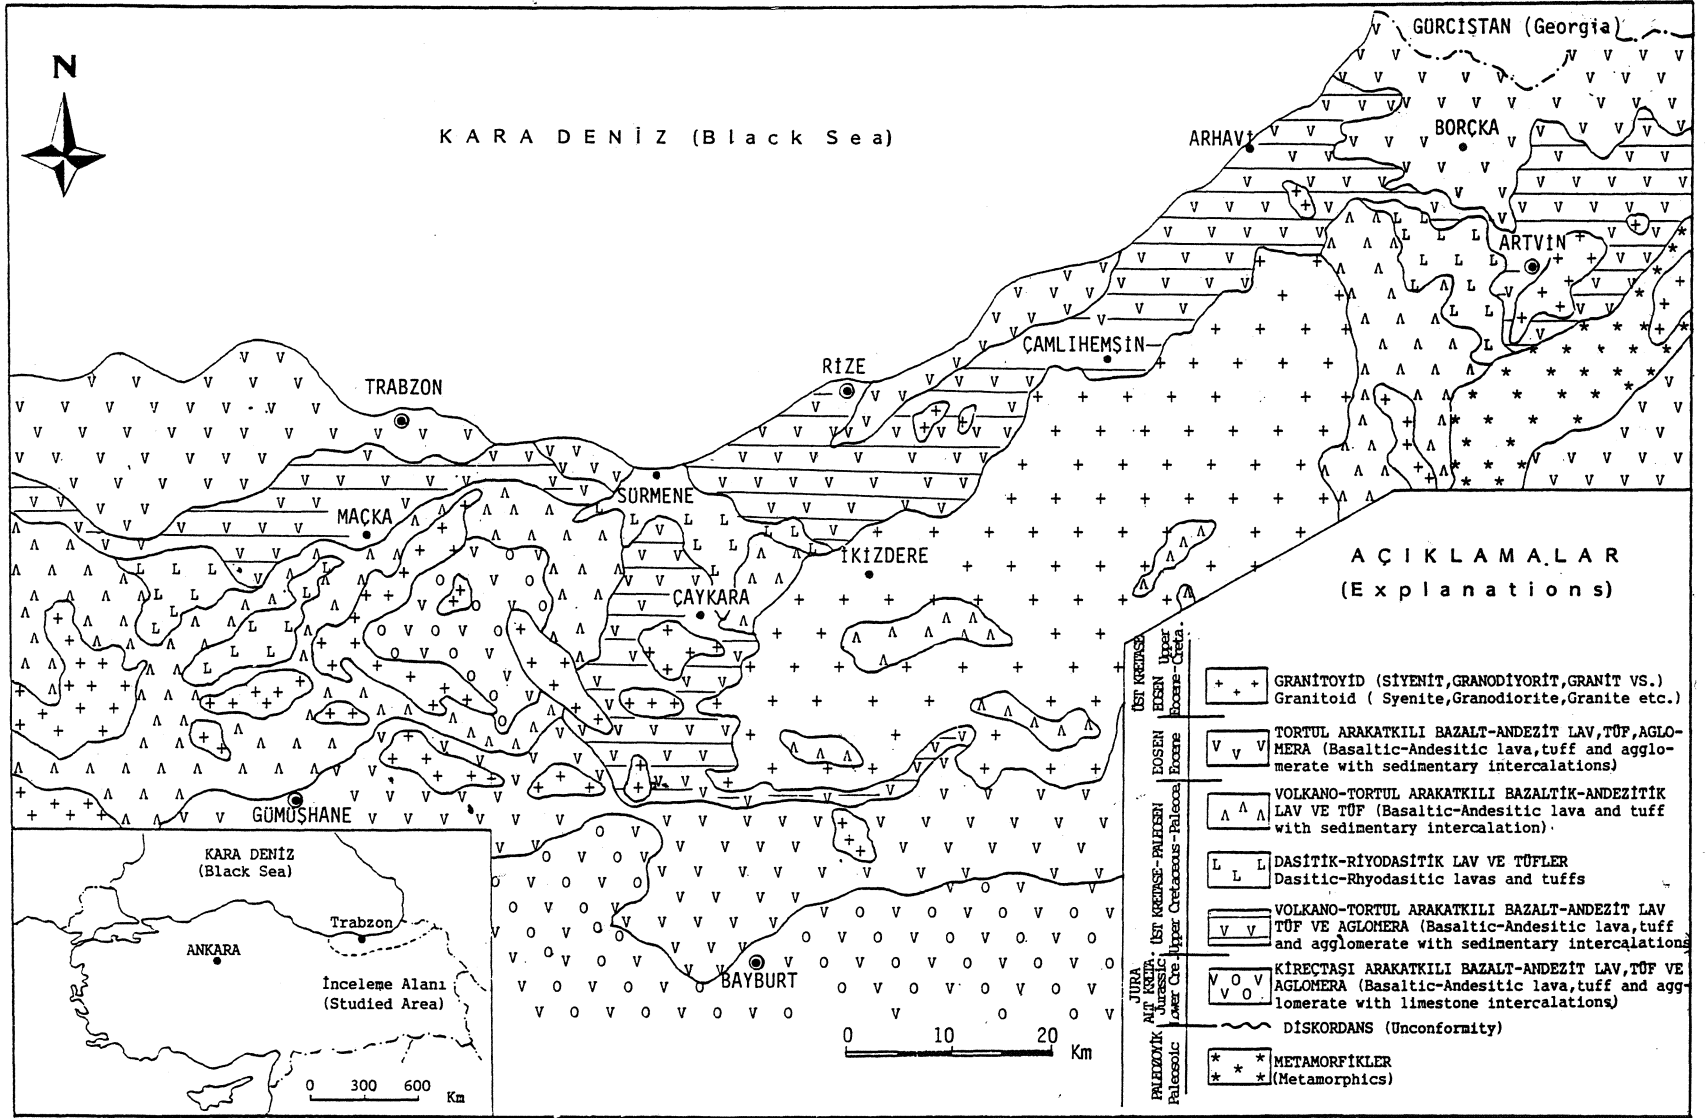 GÜRCİSTAN (Georgia)
N
KARA DENİZ (Black Sea)
ARHAVİ
BORÇKA
ARTVİN
ÇAMLIHEMŞİN
RİZE
TRABZON
SÜRMENE
MAÇKA
İKİZDERE
ÇAYKARA
GÜMÜŞHANE
BAYBURT
0 10 20
Km
KARA DENİZ
(Black Sea)
Trabzon
ANKARA
İnceleme Alanı
(Studied Area)
0 300 600
Km
AÇIKLAMALAR
(Explanations)
ÜST KRETASE
EOSEN Upper
Eocene-Creta.
GRANİTOYİD (SİYENİT,GRANODİYORİT,GRANİT VS.)
Granitoid ( Syenite,Granodiorite,Granite etc.)
EOSEN
Eocene
TORTUL ARAKATKILI BAZALT-ANDEZİT LAV,TÜF,AGLO-
MERA (Basaltic-Andesitic lava,tuff and agglo-
merate with sedimentary intercalations)
ÜST KRETASE-PALEOSEN
Upper Cretaceous-Paleoce.
VOLKANO-TORTUL ARAKATKILI BAZALTİK-ANDEZİTİK
LAV VE TÜF (Basaltic-Andesitic lava and tuff
with sedimentary intercalation)
DASİTİK-RİYODASİTİK LAV VE TÜFLER
Dasitic-Rhyodasitic lavas and tuffs
VOLKANO-TORTUL ARAKATKILI BAZALT-ANDEZİT LAV
TÜF VE AGLOMERA (Basaltic-Andesitic lava,tuff
and agglomerate with sedimentary intercalations
JURA
ALT KRETA.
Jurassic
Lower Cre.
KİREÇTAŞI ARAKATKILI BAZALT-ANDEZİT LAV,TÜF VE
AGLOMERA (Basaltic-Andesitic lava,tuff and agg-
lomerate with limestone intercalations)
DİSKORDANS (Unconformity)
PALEOZOYİK
Paleosoic
METAMORFİKLER
(Metamorphics)